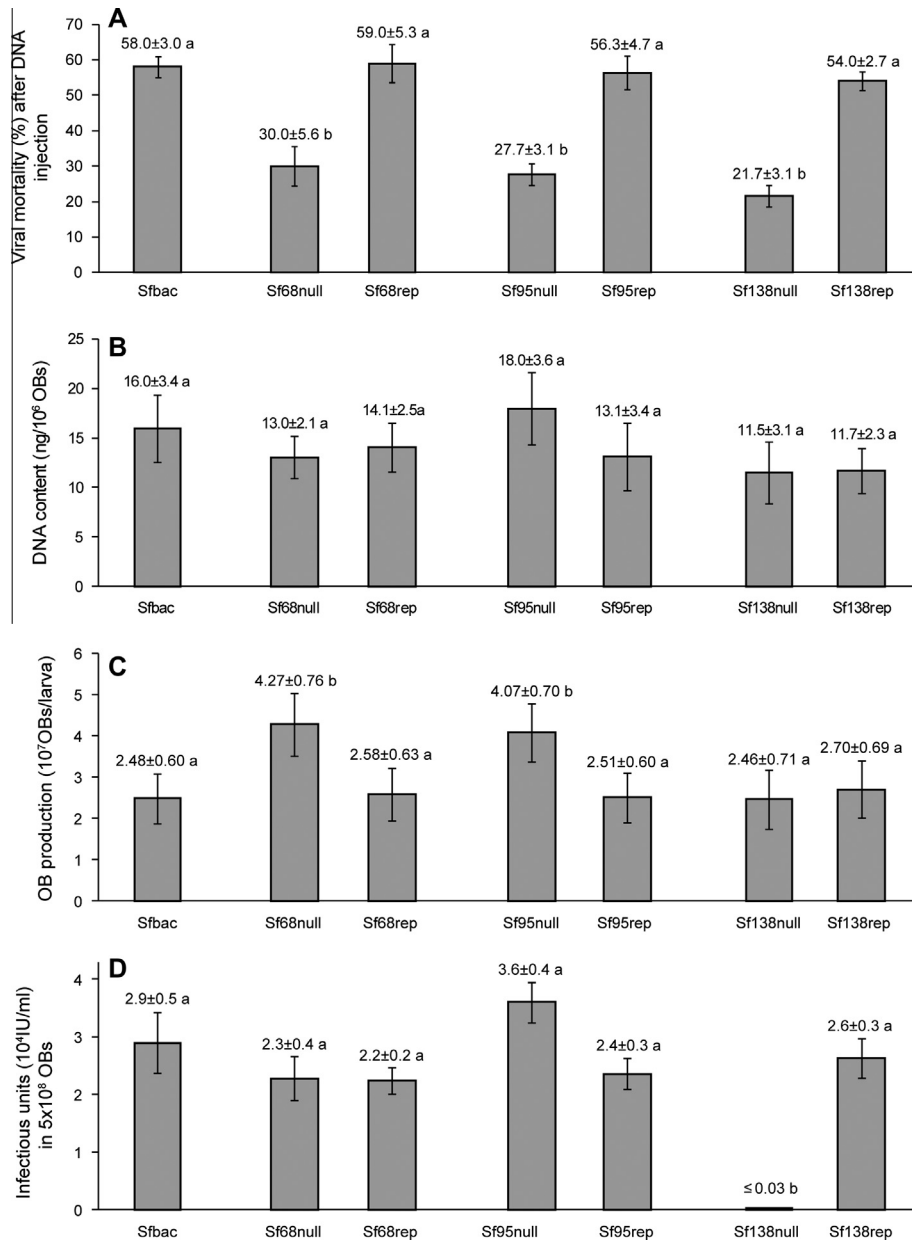 A
Viral mortality (%) after DNA
injection
70
60
50
40
30
20
10
0
58.0±3.0 a
30.0±5.6 b
59.0±5.3 a
27.7±3.1 b
56.3±4.7 a
21.7±3.1 b
54.0±2.7 a
Sfbac Sf68null Sf68rep Sf95null Sf95rep Sf138null Sf138rep
B
DNA content (ng/10⁶ OBs)
25
20
15
10
5
0
16.0±3.4 a
13.0±2.1 a
14.1±2.5a
18.0±3.6 a
13.1±3.4 a
11.5±3.1 a
11.7±2.3 a
Sfbac Sf68null Sf68rep Sf95null Sf95rep Sf138null Sf138rep
C
OB production (10⁷OBs/larva)
6
5
4
3
2
1
0
2.48±0.60 a
4.27±0.76 b
2.58±0.63 a
4.07±0.70 b
2.51±0.60 a
2.46±0.71 a
2.70±0.69 a
Sfbac Sf68null Sf68rep Sf95null Sf95rep Sf138null Sf138rep
D
Infectious units (10⁴IU/ml)
in 5x10⁸ OBs
4
3
2
1
0
2.9±0.5 a
2.3±0.4 a
2.2±0.2 a
3.6±0.4 a
2.4±0.3 a
≤0.03 b
2.6±0.3 a
Sfbac Sf68null Sf68rep Sf95null Sf95rep Sf138null Sf138rep